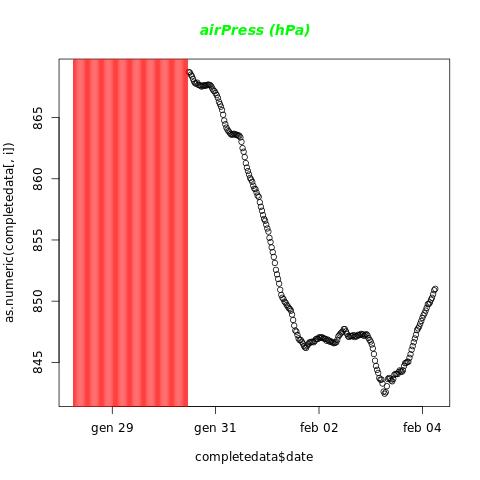 airPress (hPa)
as.numeric(completedata[, i])
865
860
855
850
845
gen 29 gen 31 feb 02 feb 04
completedata$date